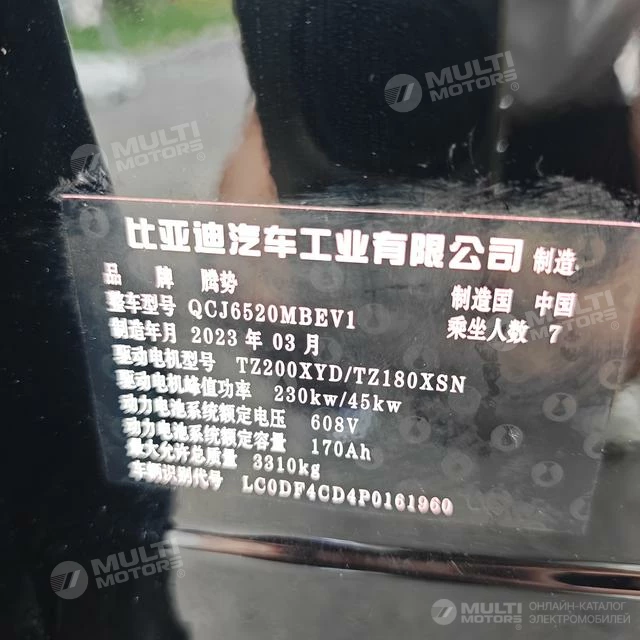 MULTI
MOTORS®
MULTI
MOTORS®
比亚迪汽车工业有限公司 制造
品 牌 腾势
制造国 中国
整车型号 QCJ6520MBEV1
乘坐人数 7
制造年月 2023 年 03 月
驱动电机型号 TZ200XYD/TZ180XSN
驱动电机峰值功率 230kw/45kw
动力电池系统额定电压 608V
动力电池系统额定容量 170Ah
最大允许总质量 3310kg
车辆识别代号 LC0DF4CD4P0161960
MULTI
MOTORS®
MULTI
MOTORS
ОНЛАЙН-КАТАЛОГ
ЭЛЕКТРОМОБИЛЕЙ